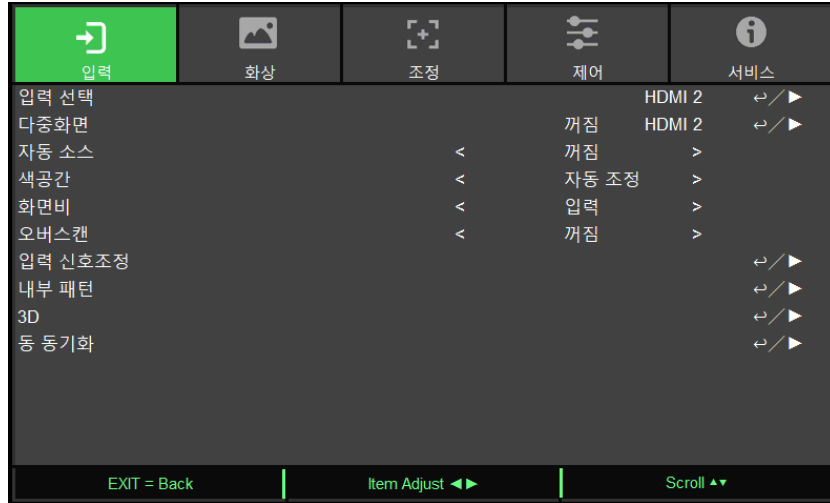 입력 화상 조정 제어 서비스
입력 선택 HDMI 2 ↩/▶
다중화면 꺼짐 HDMI 2 ↩/▶
자동 소스 < 꺼짐 >
색공간 < 자동 조정 >
화면비 < 입력 >
오버스캔 < 꺼짐 >
입력 신호조정 ↩/▶
내부 패턴 ↩/▶
3D ↩/▶
동 동기화 ↩/▶
EXIT = Back Item Adjust ◀▶ Scroll ▲▼